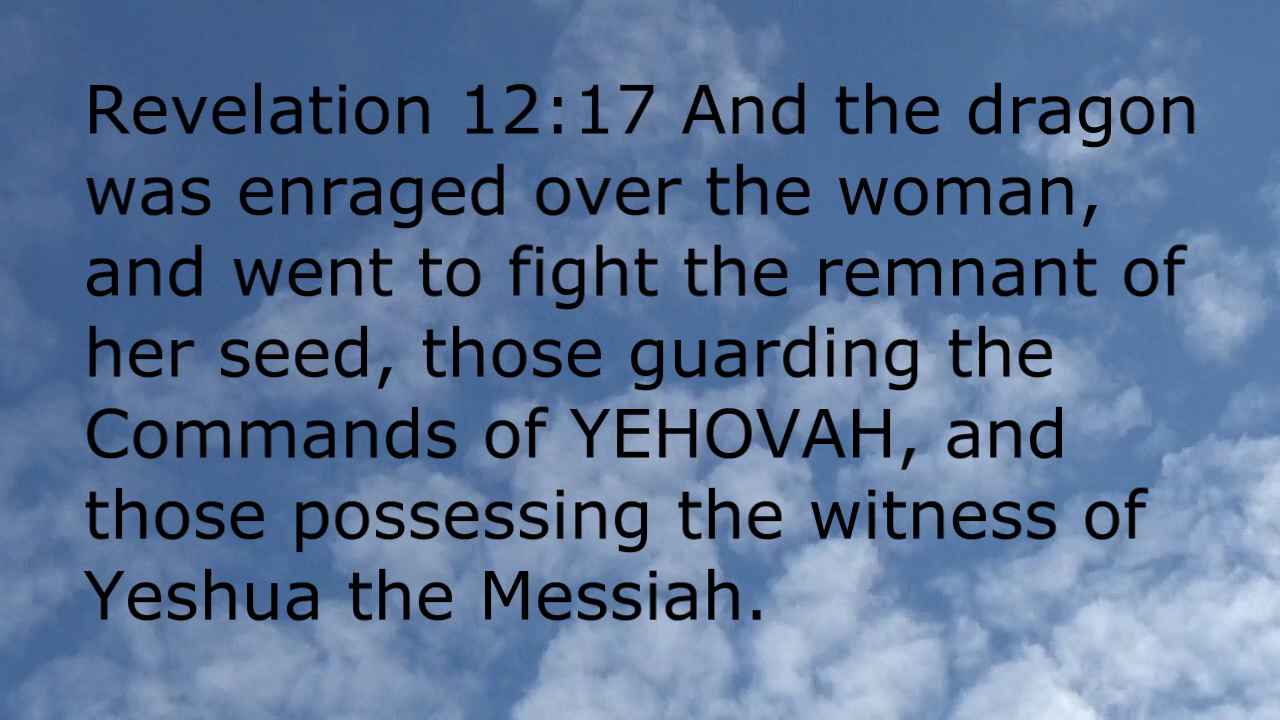 Revelation 12:17 And the dragon
was enraged over the woman,
and went to fight the remnant of
her seed, those guarding the
Commands of YEHOVAH, and
those possessing the witness of
Yeshua the Messiah.